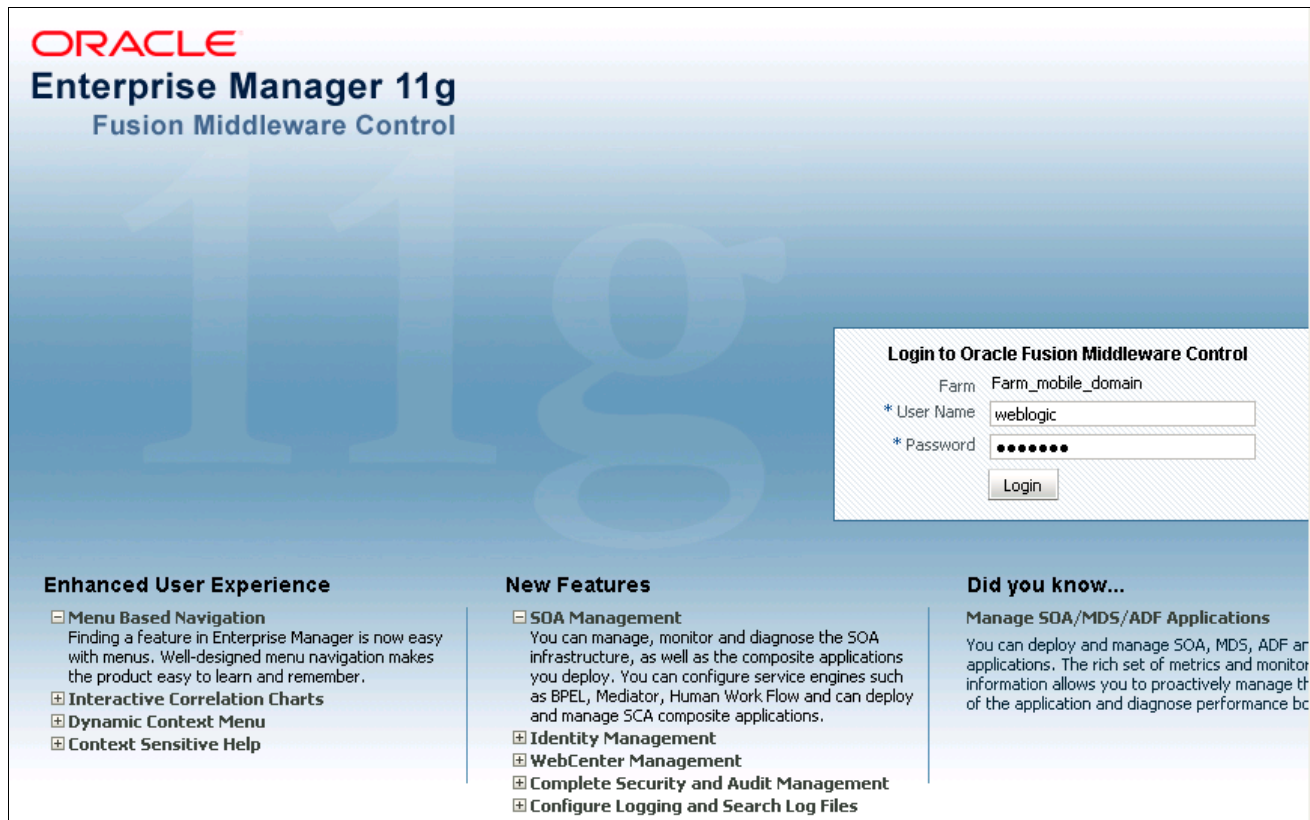 ORACLE
Enterprise Manager 11g
Fusion Middleware Control
11g
Login to Oracle Fusion Middleware Control
Farm Farm_mobile_domain
* User Name weblogic
* Password •••••••
Login
Enhanced User Experience
Menu Based Navigation
Finding a feature in Enterprise Manager is now easy
with menus. Well-designed menu navigation makes
the product easy to learn and remember.
Interactive Correlation Charts
Dynamic Context Menu
Context Sensitive Help
New Features
SOA Management
You can manage, monitor and diagnose the SOA
infrastructure, as well as the composite applications
you deploy. You can configure service engines such
as BPEL, Mediator, Human Work Flow and can deploy
and manage SCA composite applications.
Identity Management
WebCenter Management
Complete Security and Audit Management
Configure Logging and Search Log Files
Did you know...
Manage SOA/MDS/ADF Applications
You can deploy and manage SOA, MDS, ADF
applications. The rich set of metrics and
information allows you to proactively manage
of the application and diagnose performance